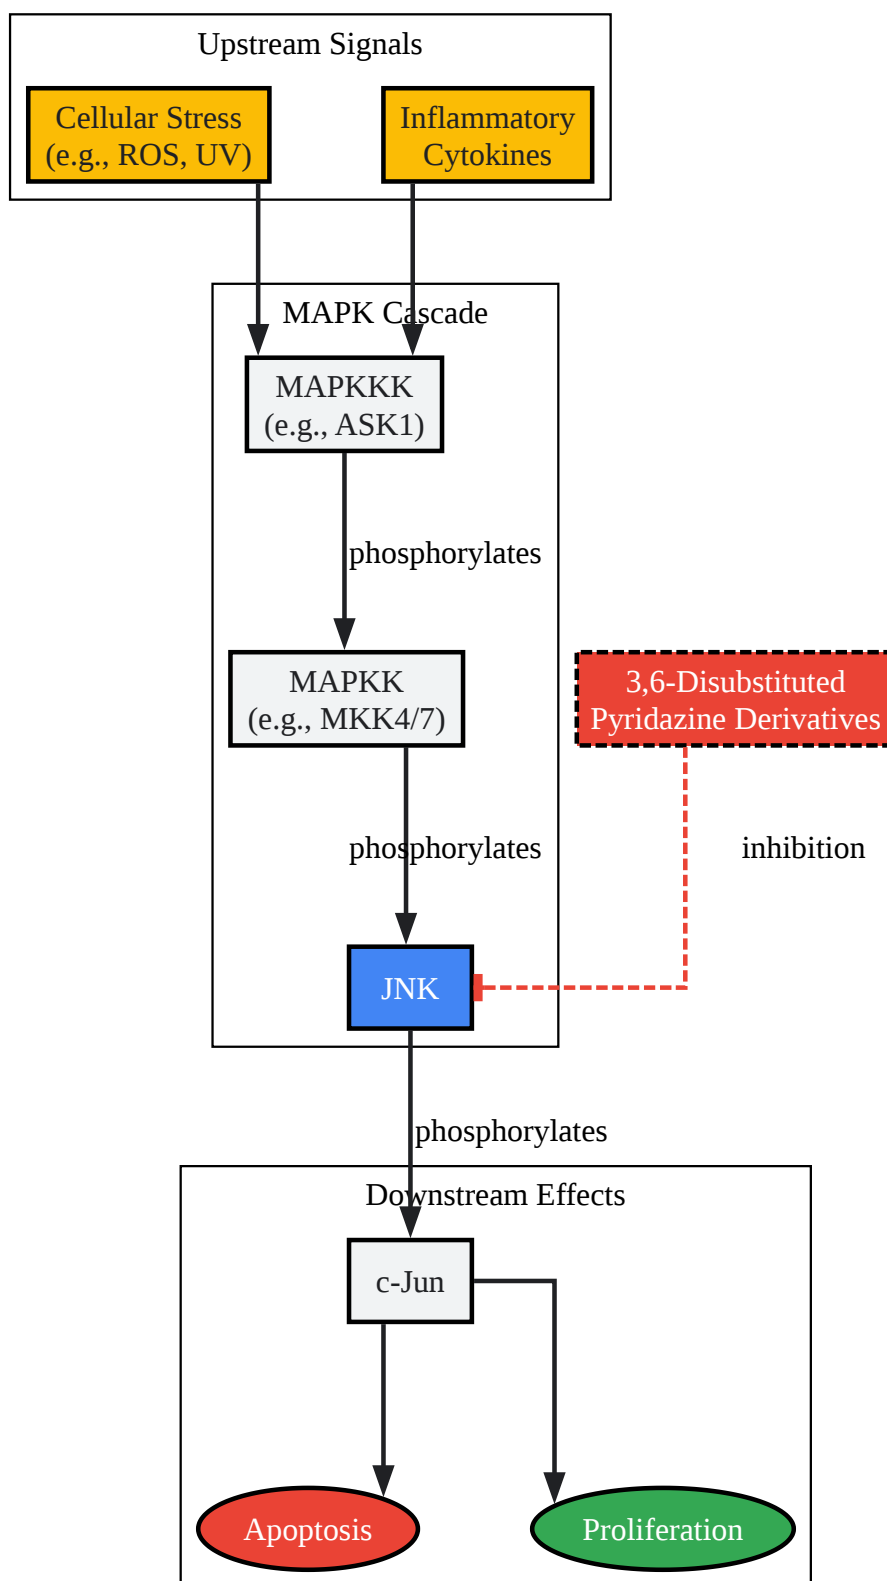 Upstream Signals
Cellular Stress
(e.g., ROS, UV)
Inflammatory
Cytokines
MAPK Cascade
MAPKKK
(e.g., ASK1)
phosphorylates
MAPKK
(e.g., MKK4/7)
3,6-Disubstituted
Pyridazine Derivatives
phosphorylates
inhibition
JNK
phosphorylates
Downstream Effects
c-Jun
Apoptosis
Proliferation